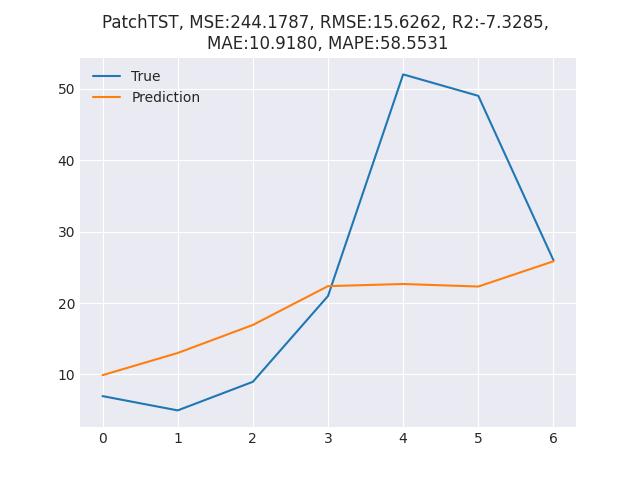 PatchTST, MSE:244.1787, RMSE:15.6262, R2:-7.3285,
MAE:10.9180, MAPE:58.5531
True
Prediction
50
40
30
20
10
0 1 2 3 4 5 6